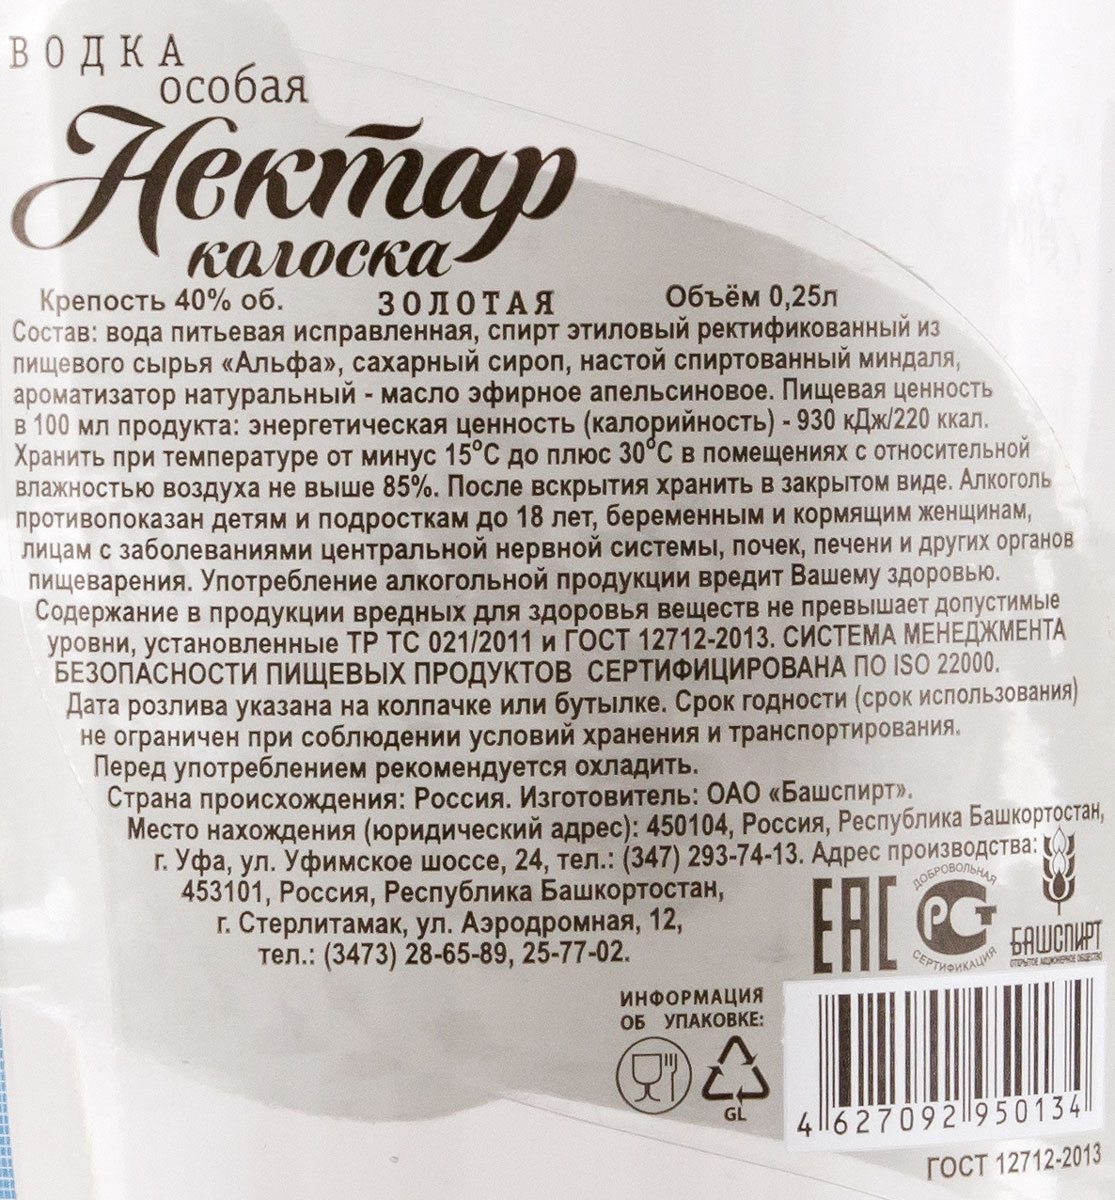 ВОДКА
особая
Нектар
колоска
Крепость 40% об. ЗОЛОТАЯ Объём 0,25л
Состав: вода питьевая исправленная, спирт этиловый ректификованный из
пищевого сырья «Альфа», сахарный сироп, настой спиртованный миндаля,
ароматизатор натуральный - масло эфирное апельсиновое. Пищевая ценность
в 100 мл продукта: энергетическая ценность (калорийность) - 930 кДж/220 ккал.
Хранить при температуре от минус 15°С до плюс 30°С в помещениях с относительной
влажностью воздуха не выше 85%. После вскрытия хранить в закрытом виде. Алкоголь
противопоказан детям и подросткам до 18 лет, беременным и кормящим женщинам,
лицам с заболеваниями центральной нервной системы, почек, печени и других органов
пищеварения. Употребление алкогольной продукции вредит Вашему здоровью.
Содержание в продукции вредных для здоровья веществ не превышает допустимые
уровни, установленные ТР ТС 021/2011 и ГОСТ 12712-2013. СИСТЕМА МЕНЕДЖМЕНТА
БЕЗОПАСНОСТИ ПИЩЕВЫХ ПРОДУКТОВ СЕРТИФИЦИРОВАНА ПО ISO 22000.
Дата розлива указана на колпачке или бутылке. Срок годности (срок использования)
не ограничен при соблюдении условий хранения и транспортирования.
Перед употреблением рекомендуется охладить.
Страна происхождения: Россия. Изготовитель: ОАО «Башспирт».
Место нахождения (юридический адрес): 450104, Россия, Республика Башкортостан,
г. Уфа, ул. Уфимское шоссе, 24, тел.: (347) 293-74-13. Адрес производства:
453101, Россия, Республика Башкортостан,
г. Стерлитамак, ул. Аэродромная, 12,
тел.: (3473) 28-65-89, 25-77-02.
ЕАС
ДОБРОВОЛЬНАЯ
РСТ
СЕРТИФИКАЦИЯ
БАШСПИРТ
ОТКРЫТОЕ АКЦИОНЕРНОЕ ОБЩЕСТВО
ИНФОРМАЦИЯ
ОБ УПАКОВКЕ:
GL
4 627092 950134
ГОСТ 12712-2013